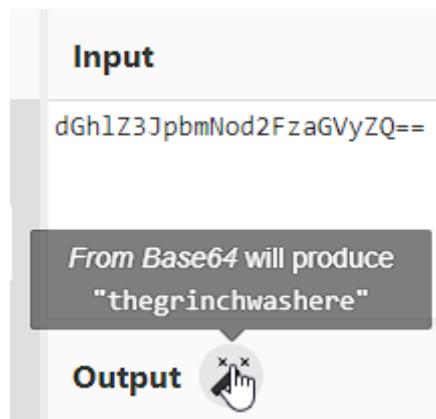 Input
dGhlZ3JpbmNod2FzaGVyZQ==
From Base64 will produce
"thegrinchwashere"
Output